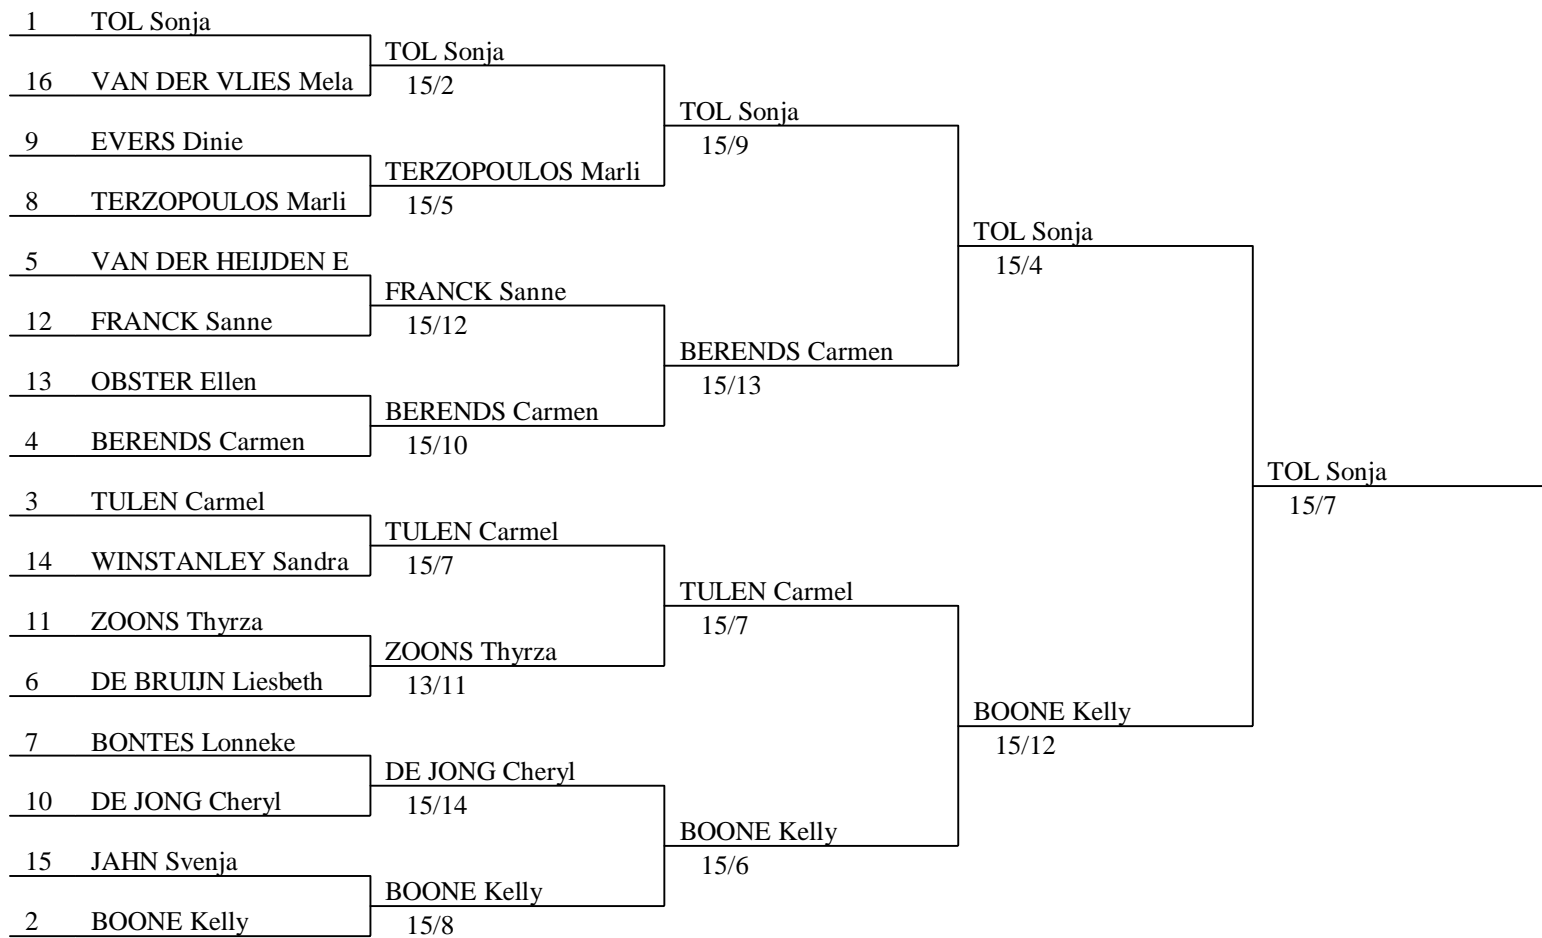 1 TOL Sonja
16 VAN DER VLIES Mela
9 EVERS Dinie
8 TERZOPOULOS Marli
5 VAN DER HEIJDEN E
12 FRANCK Sanne
13 OBSTER Ellen
4 BERENDS Carmen
3 TULEN Carmel
14 WINSTANLEY Sandra
11 ZOONS Thyrza
6 DE BRUIJN Liesbeth
7 BONTES Lonneke
10 DE JONG Cheryl
15 JAHN Svenja
2 BOONE Kelly
TOL Sonja
15/2
TERZOPOULOS Marli
15/5
FRANCK Sanne
15/12
BERENDS Carmen
15/10
TULEN Carmel
15/7
ZOONS Thyrza
13/11
DE JONG Cheryl
15/14
BOONE Kelly
15/8
TOL Sonja
15/9
BERENDS Carmen
15/13
TULEN Carmel
15/7
BOONE Kelly
15/6
TOL Sonja
15/4
BOONE Kelly
15/12
TOL Sonja
15/7